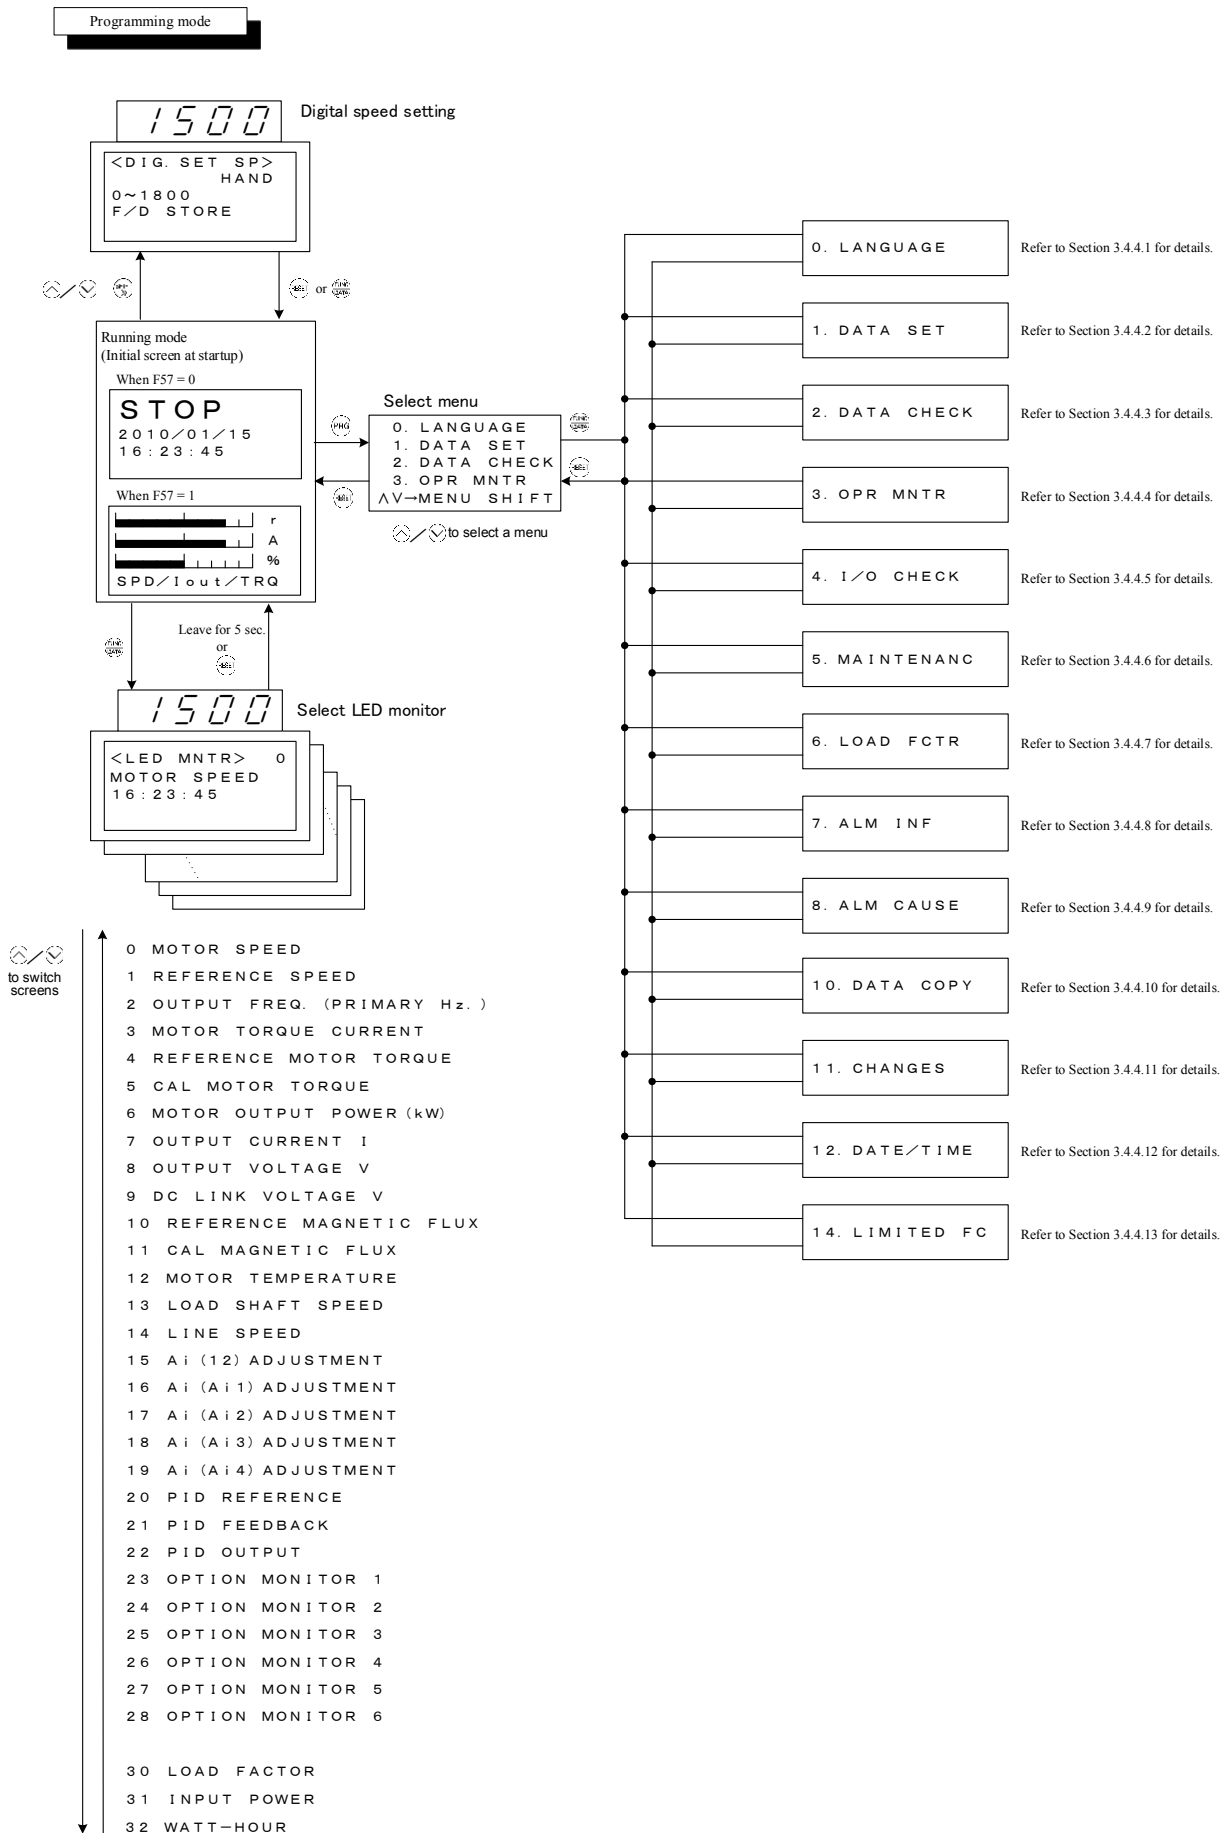 Programming mode
1500
Digital speed setting
<DIG. SET SP>
HAND
0~1800
F/D STORE
RESET or FUNC DATA
Running mode
(Initial screen at startup)
When F57 = 0
STOP
2010/01/15
16:23:45
When F57 = 1
r
A
%
SPD/Iout/TRQ
PRG
RESET
Select menu
0. LANGUAGE
1. DATA SET
2. DATA CHECK
3. OPR MNTR
∧∨→MENU SHIFT
to select a menu
FUNC DATA
RESET
FUNC DATA
Leave for 5 sec.
or
RESET
1500
Select LED monitor
<LED MNTR> 0
MOTOR SPEED
16:23:45
to switch
screens
0 MOTOR SPEED
1 REFERENCE SPEED
2 OUTPUT FREQ. (PRIMARY Hz.)
3 MOTOR TORQUE CURRENT
4 REFERENCE MOTOR TORQUE
5 CAL MOTOR TORQUE
6 MOTOR OUTPUT POWER (kW)
7 OUTPUT CURRENT I
8 OUTPUT VOLTAGE V
9 DC LINK VOLTAGE V
10 REFERENCE MAGNETIC FLUX
11 CAL MAGNETIC FLUX
12 MOTOR TEMPERATURE
13 LOAD SHAFT SPEED
14 LINE SPEED
15 Ai (12) ADJUSTMENT
16 Ai (Ai1) ADJUSTMENT
17 Ai (Ai2) ADJUSTMENT
18 Ai (Ai3) ADJUSTMENT
19 Ai (Ai4) ADJUSTMENT
20 PID REFERENCE
21 PID FEEDBACK
22 PID OUTPUT
23 OPTION MONITOR 1
24 OPTION MONITOR 2
25 OPTION MONITOR 3
26 OPTION MONITOR 4
27 OPTION MONITOR 5
28 OPTION MONITOR 6
30 LOAD FACTOR
31 INPUT POWER
32 WATT-HOUR
0. LANGUAGE Refer to Section 3.4.4.1 for details.
1. DATA SET Refer to Section 3.4.4.2 for details.
2. DATA CHECK Refer to Section 3.4.4.3 for details.
3. OPR MNTR Refer to Section 3.4.4.4 for details.
4. I/O CHECK Refer to Section 3.4.4.5 for details.
5. MAINTENANC Refer to Section 3.4.4.6 for details.
6. LOAD FCTR Refer to Section 3.4.4.7 for details.
7. ALM INF Refer to Section 3.4.4.8 for details.
8. ALM CAUSE Refer to Section 3.4.4.9 for details.
10. DATA COPY Refer to Section 3.4.4.10 for details.
11. CHANGES Refer to Section 3.4.4.11 for details.
12. DATE/TIME Refer to Section 3.4.4.12 for details.
14. LIMITED FC Refer to Section 3.4.4.13 for details.